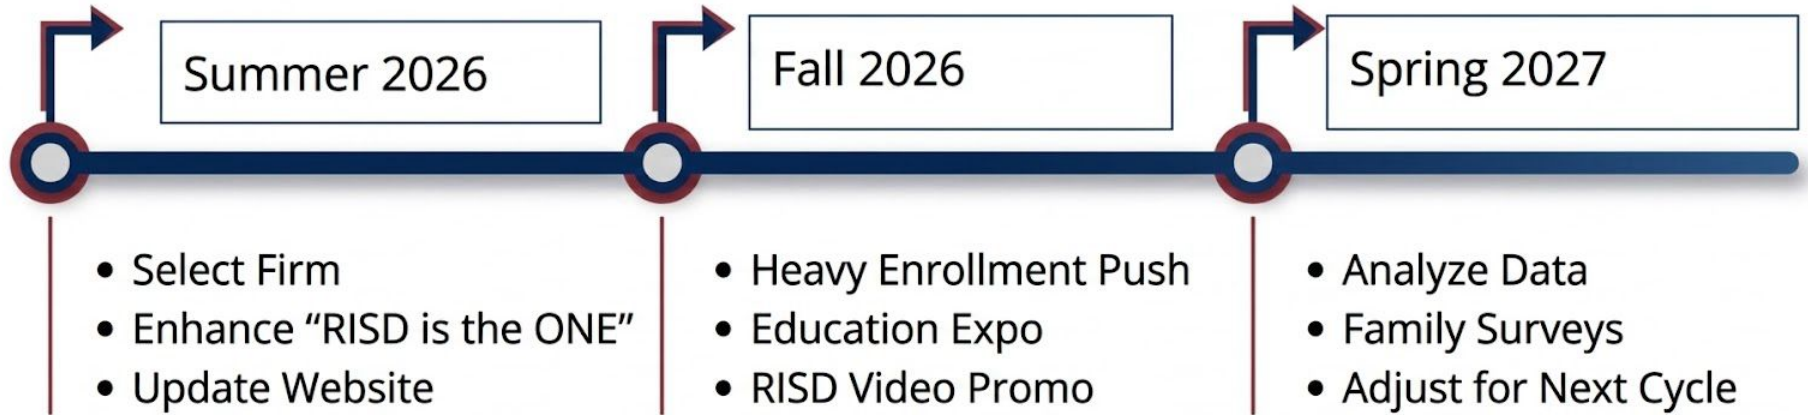 Summer 2026
Fall 2026
Spring 2027
• Select Firm
• Enhance “RISD is the ONE”
• Update Website
• Heavy Enrollment Push
• Education Expo
• RISD Video Promo
• Analyze Data
• Family Surveys
• Adjust for Next Cycle